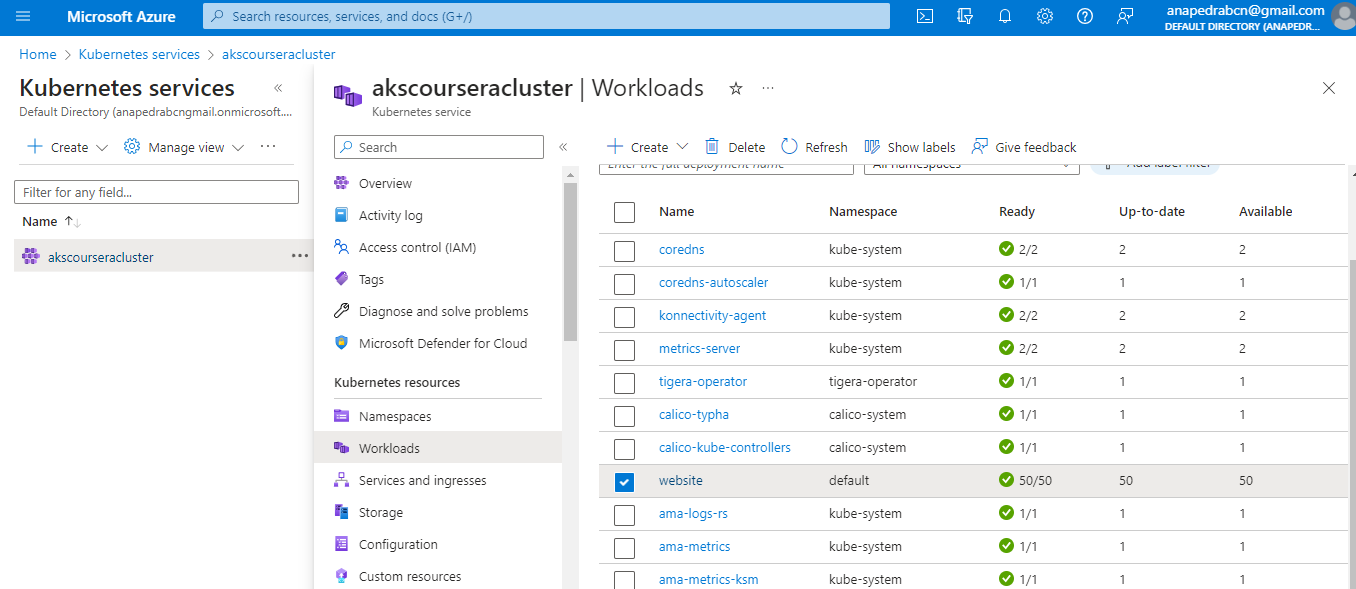 Microsoft Azure
Search resources, services, and docs (G+/)
anapedrabcn@gmail.com
DEFAULT DIRECTORY (ANAPEDR...
Home > Kubernetes services > akscourseracluster
Kubernetes services «
Default Directory (anapedrabcngmail.onmicrosoft....
+ Create Manage view ...
Filter for any field...
Name ↑↓
akscourseracluster ...
akscourseracluster | Workloads ☆ ...
Kubernetes service
Search «
Overview
Activity log
Access control (IAM)
Tags
Diagnose and solve problems
Microsoft Defender for Cloud
Kubernetes resources
Namespaces
Workloads
Services and ingresses
Storage
Configuration
Custom resources
+ Create Delete Refresh Show labels Give feedback
Enter the full deployment name All namespaces Add label filter
Name Namespace Ready Up-to-date Available
coredns kube-system 2/2 2 2
coredns-autoscaler kube-system 1/1 1 1
konnectivity-agent kube-system 2/2 2 2
metrics-server kube-system 2/2 2 2
tigera-operator tigera-operator 1/1 1 1
calico-typha calico-system 1/1 1 1
calico-kube-controllers calico-system 1/1 1 1
website default 50/50 50 50
ama-logs-rs kube-system 1/1 1 1
ama-metrics kube-system 1/1 1 1
ama-metrics-ksm kube-system 1/1 1 1